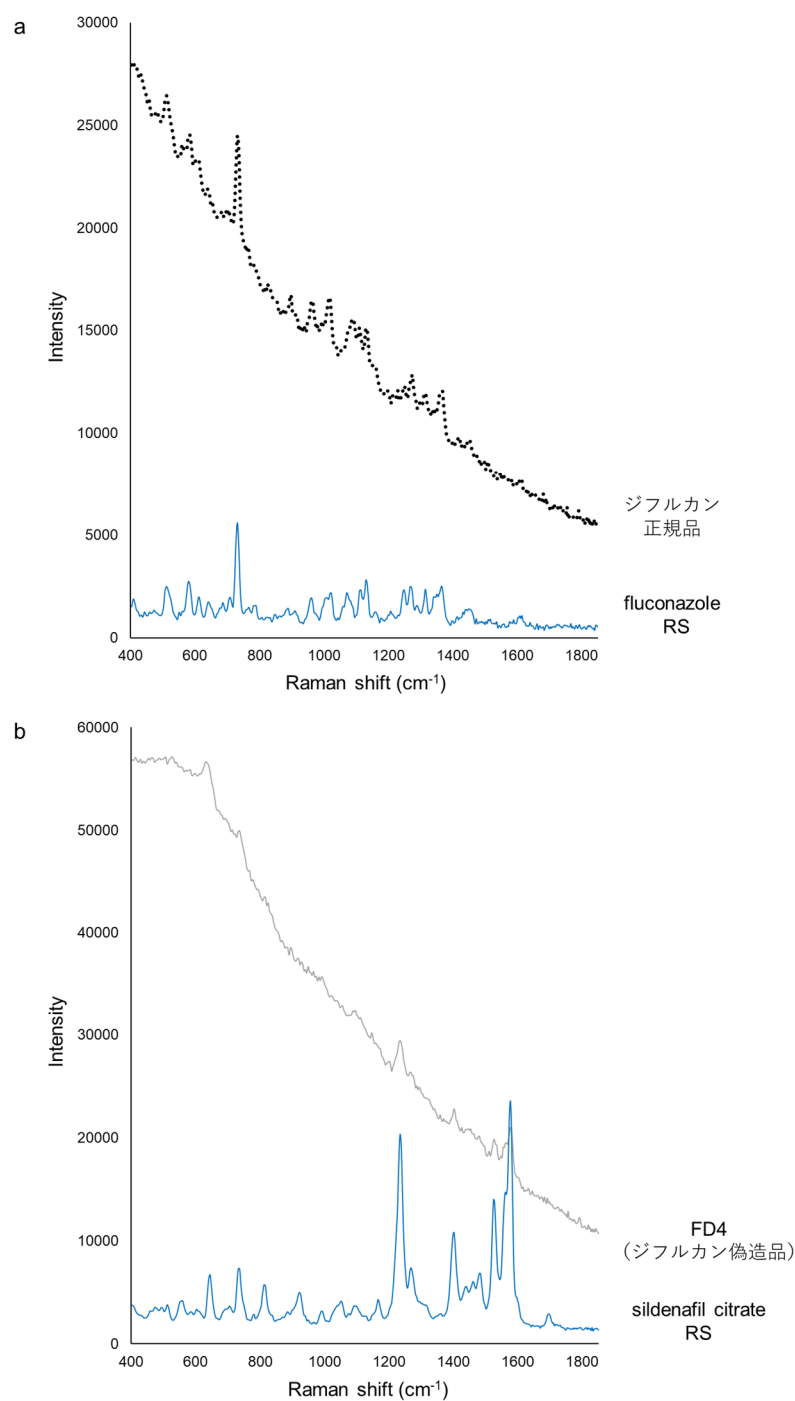 a
30000
25000
20000
15000
10000
5000
0
Intensity
400 600 800 1000 1200 1400 1600 1800
Raman shift (cm-1)
ジフルカン
正規品
fluconazole
RS
b
60000
50000
40000
30000
20000
10000
0
Intensity
400 600 800 1000 1200 1400 1600 1800
Raman shift (cm-1)
FD4
(ジフルカン偽造品)
sildenafil citrate
RS